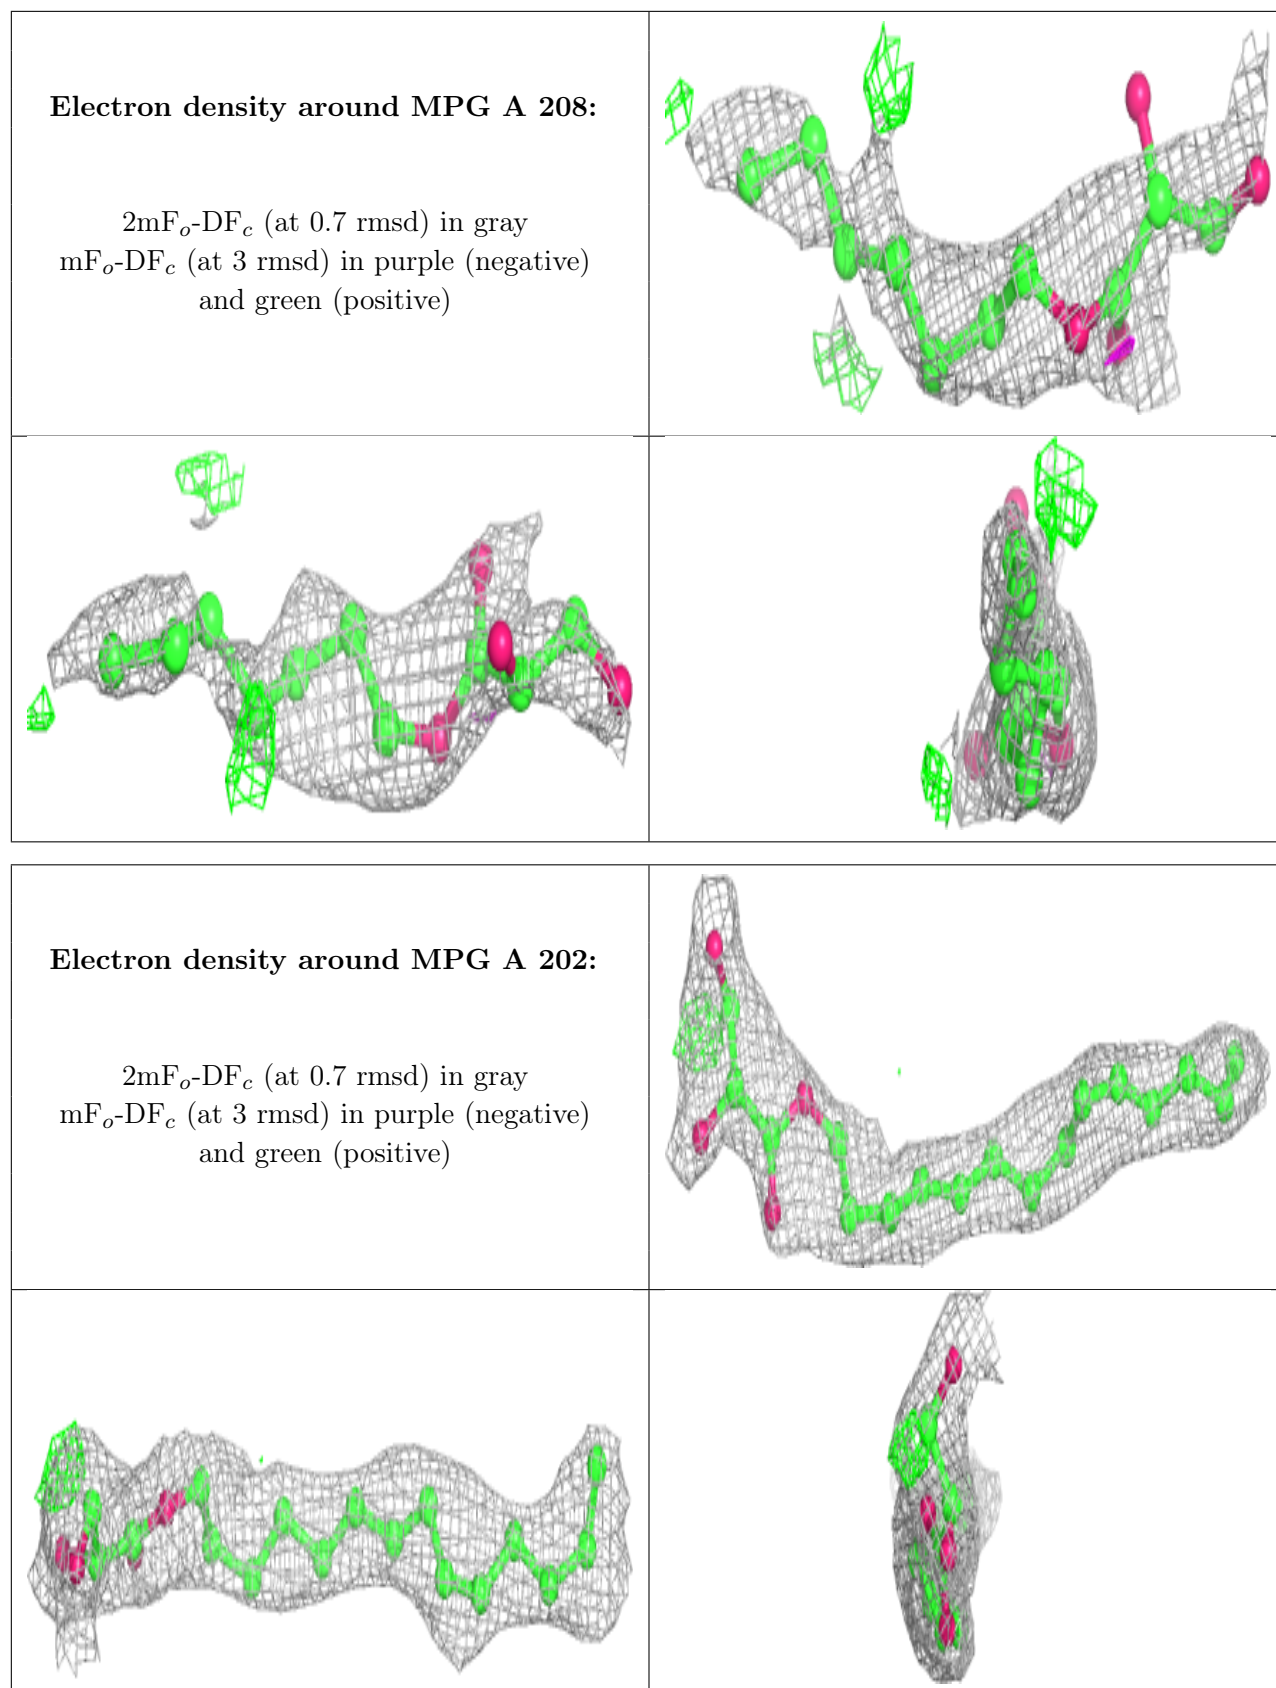 Electron density around MPG A 208:
2mFo-DFc (at 0.7 rmsd) in gray
mFo-DFc (at 3 rmsd) in purple (negative)
and green (positive)
Electron density around MPG A 202:
2mFo-DFc (at 0.7 rmsd) in gray
mFo-DFc (at 3 rmsd) in purple (negative)
and green (positive)